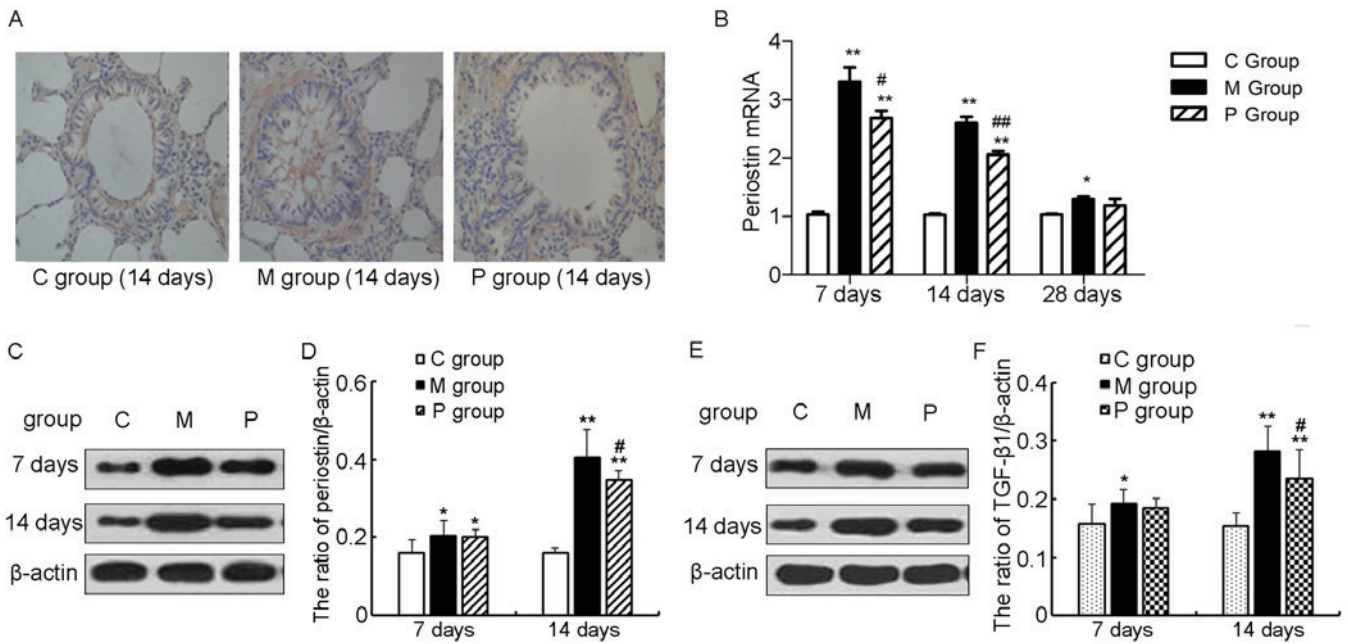 A
C group (14 days)
M group (14 days)
P group (14 days)
B
Periostin mRNA
4
3
2
1
0
**
#
**
**
##
**
*
7 days
14 days
28 days
C Group
M Group
P Group
C
group C M P
7 days
14 days
β-actin
D
C group
M group
P group
The ratio of periostin/β-actin
0.6
0.4
0.2
0
*
*
**
#
**
7 days
14 days
E
group C M P
7 days
14 days
β-actin
F
C group
M group
P group
The ratio of TGF-β1/β-actin
0.4
0.3
0.2
0.1
0
*
**
#
**
7 days
14 days